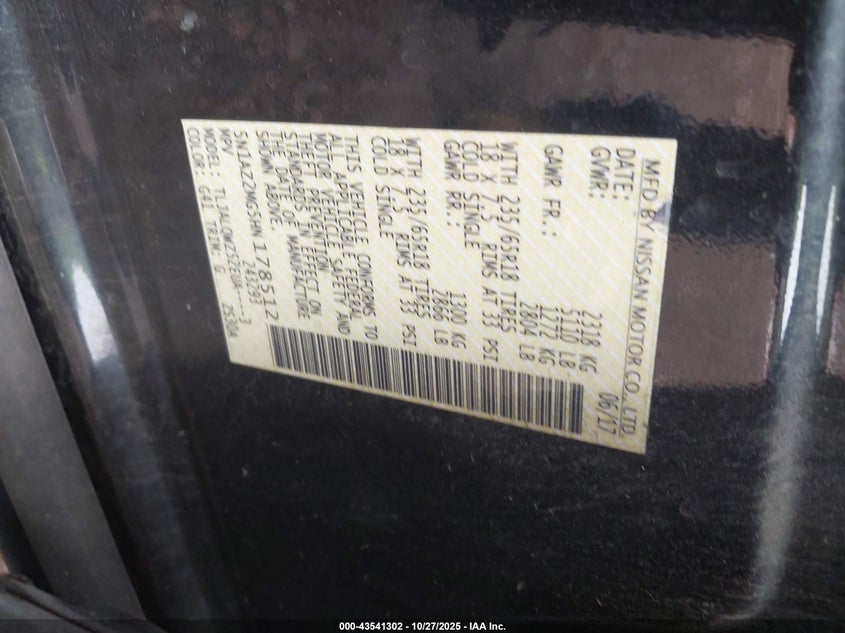 MFD BY NISSAN MOTOR CO., LTD.
DATE: 06/17
GVWR: 2318 KG
5110 LB
GAWR FR.: 1272 KG
2804 LB
WITH 235/65R18 TIRES
18 X 7.5 RIMS AT 33 PSI
COLD SINGLE
GAWR RR.: 1300 KG
2866 LB
WITH 235/65R18 TIRES
18 X 7.5 RIMS AT 33 PSI
COLD SINGLE
THIS VEHICLE CONFORMS TO
ALL APPLICABLE FEDERAL
MOTOR VEHICLE SAFETY AND
THEFT PREVENTION
STANDARDS IN EFFECT ON
THE DATE OF MANUFACTURE
SHOWN ABOVE.
5N1AZ2MG5HN178512
MPV 2410293
MODEL:
COLOR: G41 TRIM: G ZS30A
000-43541302 | 10/27/2025 - IAA Inc.